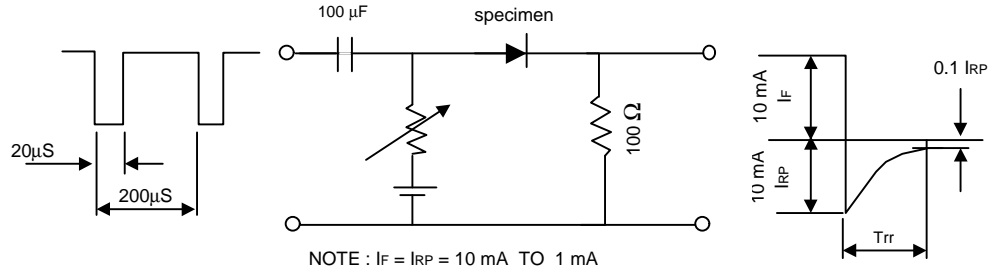 100 μF
specimen
20μS
200μS
100 Ω
10 mA
IF
10 mA
IRP
0.1 IRP
Trr
NOTE : IF = IRP = 10 mA TO 1 mA